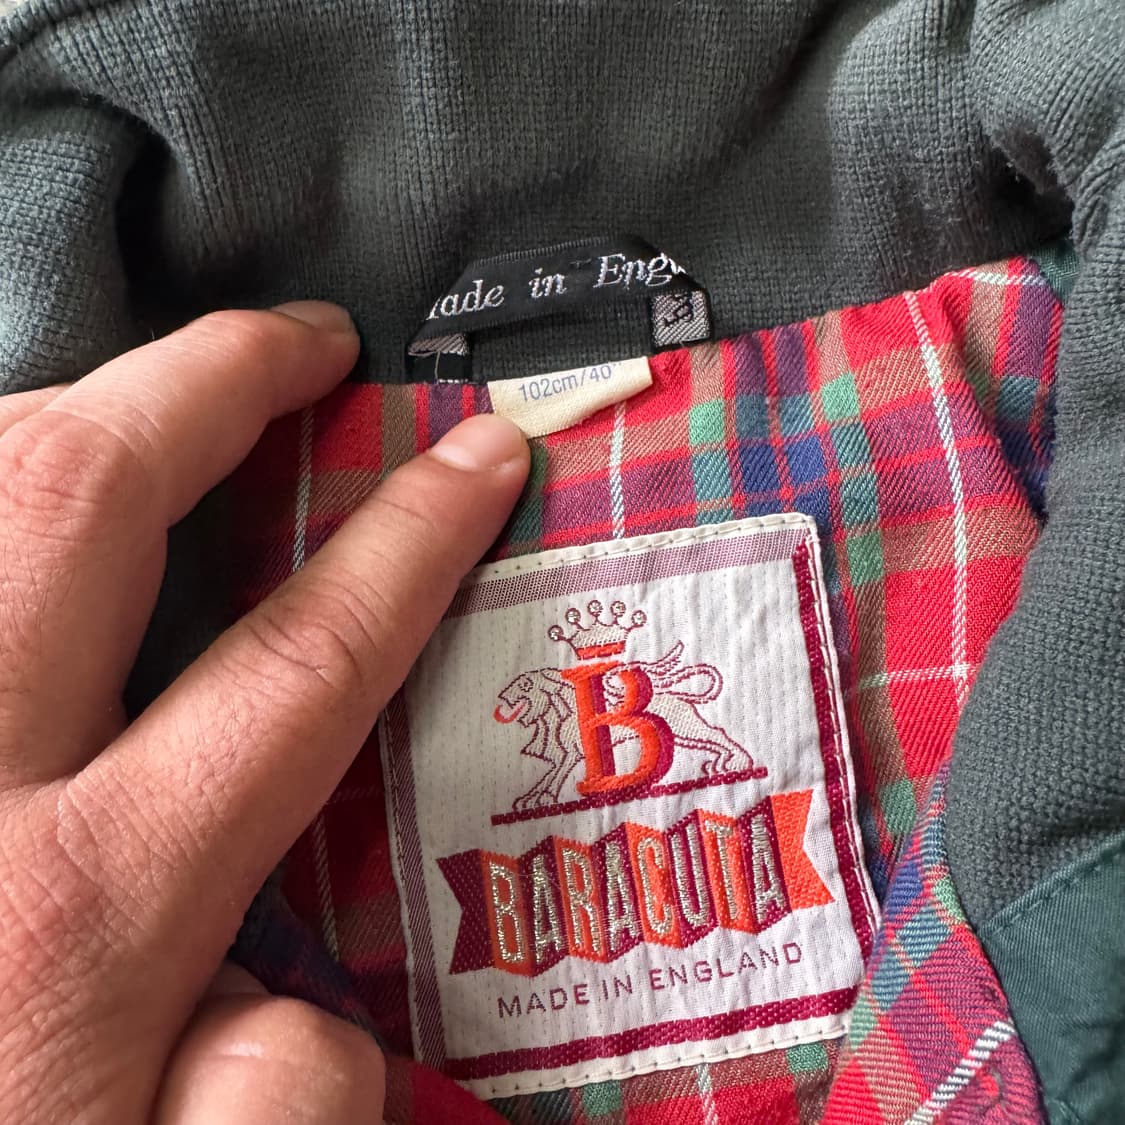 ade in Eng
102cm/40"
B
BARACUTA
MADE IN ENGLAND